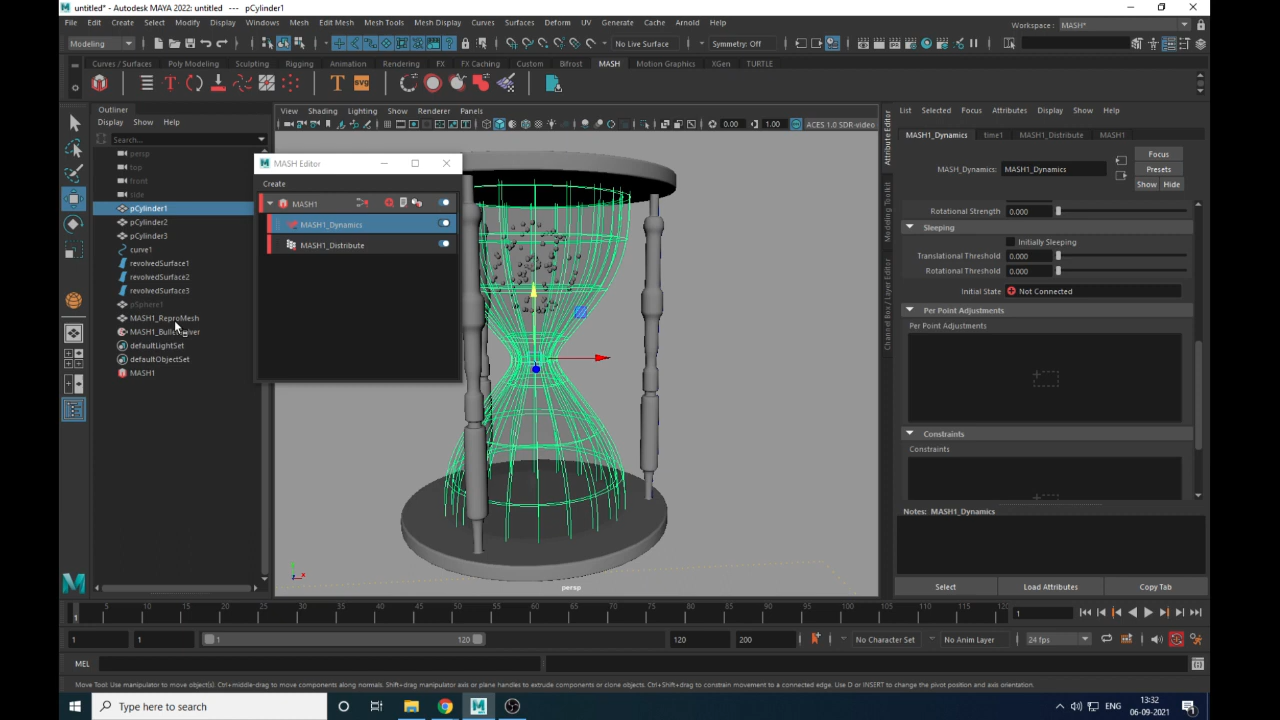 untitled* - Autodesk MAYA 2022: untitled --- pCylinder1
File Edit Create Select Modify Display Windows Mesh Edit Mesh Mesh Tools Mesh Display Curves Surfaces Deform UV Generate Cache Arnold Help
Workspace : MASH*
Modeling
No Live Surface
Symmetry: Off
Curves / Surfaces Poly Modeling Sculpting Rigging Animation Rendering FX FX Caching Custom Bifrost MASH Motion Graphics XGen TURTLE
Outliner
Display Show Help
Search...
persp
top
front
side
pCylinder1
pCylinder2
pCylinder3
curve1
revolvedSurface1
revolvedSurface2
revolvedSurface3
pSphere1
MASH1_ReproMesh
defaultLightSet
defaultObjectSet
MASH1
View Shading Lighting Show Renderer Panels
0.00 1.00 ACES 1.0 SDR-video
MASH Editor
Create
MASH1
MASH1_Dynamics
MASH1_Distribute
persp
List Selected Focus Attributes Display Show Help
Attribute Editor
Modeling Toolkit
Channel Box / Layer Editor
MASH1_Dynamics time1 MASH1_Distribute MASH1
MASH_Dynamics: MASH1_Dynamics
Focus
Presets
Show Hide
Rotational Strength 0.000
Sleeping
Initially Sleeping
Translational Threshold 0.000
Rotational Threshold 0.000
Initial State Not Connected
Per Point Adjustments
Per Point Adjustments
Constraints
Constraints
Notes: MASH1_Dynamics
Select Load Attributes Copy Tab
1 5 10 15 20 25 30 35 40 45 50 55 60 65 70 75 80 85 90 95 100 105 110 115 120
1
1 1 1 120 120 200 No Character Set No Anim Layer 24 fps
MEL
Move Tool: Use manipulator to move object(s). Ctrl+middle-drag to move components along normals. Shift+drag manipulator axis or plane handles to extrude components or clone objects. Ctrl+Shift+drag to constrain movement to a connected edge. Use D or INSERT to change the pivot position and axis orientation.
Type here to search
ENG
13:32
06-09-2021
1